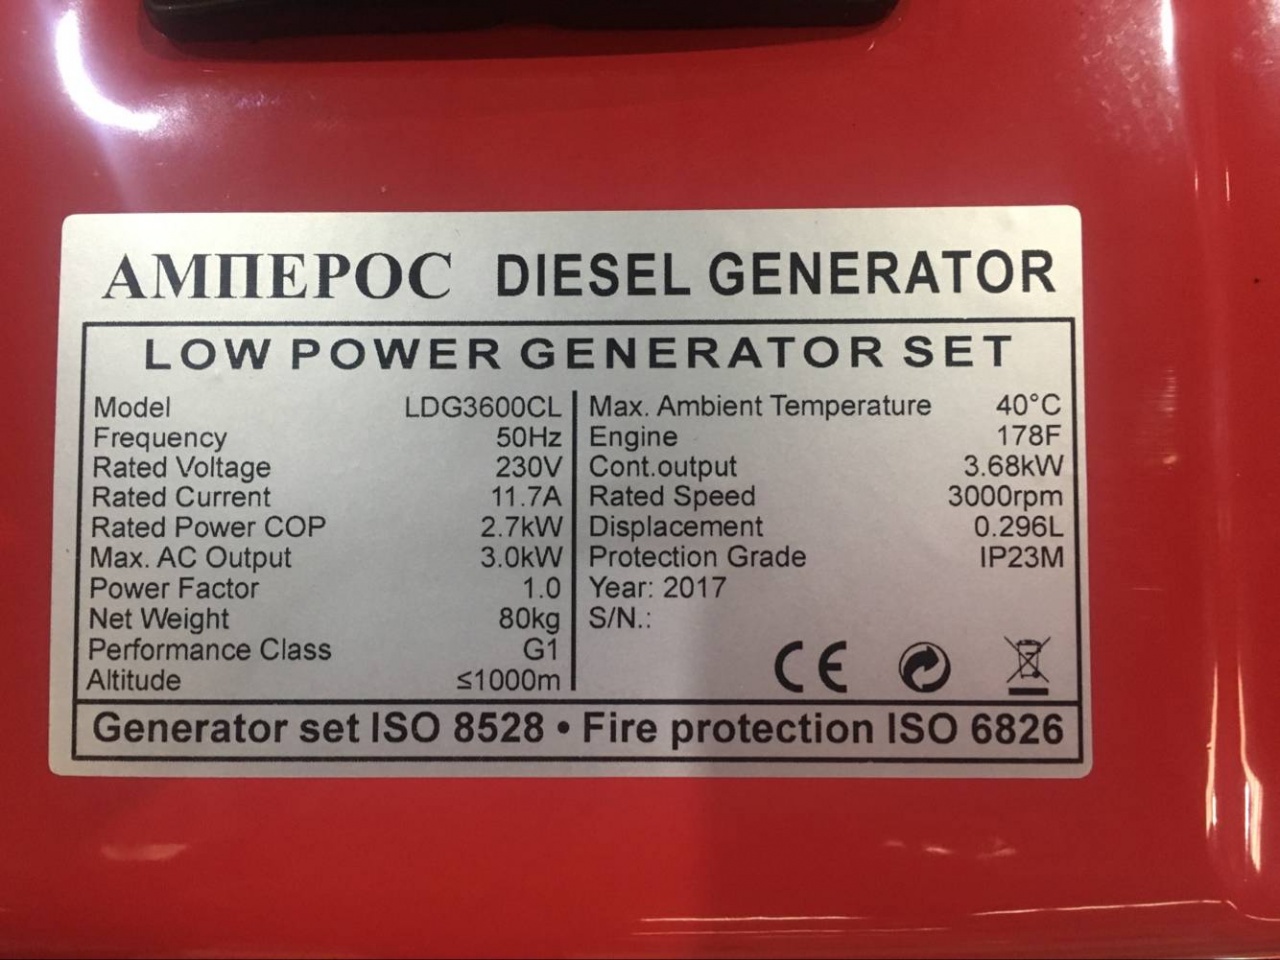 АМПЕРОС DIESEL GENERATOR
LOW POWER GENERATOR SET
Model LDG3600CL
Frequency 50Hz
Rated Voltage 230V
Rated Current 11.7A
Rated Power COP 2.7kW
Max. AC Output 3.0kW
Power Factor 1.0
Net Weight 80kg
Performance Class G1
Altitude ≤1000m
Max. Ambient Temperature 40°C
Engine 178F
Cont.output 3.68kW
Rated Speed 3000rpm
Displacement 0.296L
Protection Grade IP23M
Year: 2017
S/N.:
CE
Generator set ISO 8528 • Fire protection ISO 6826